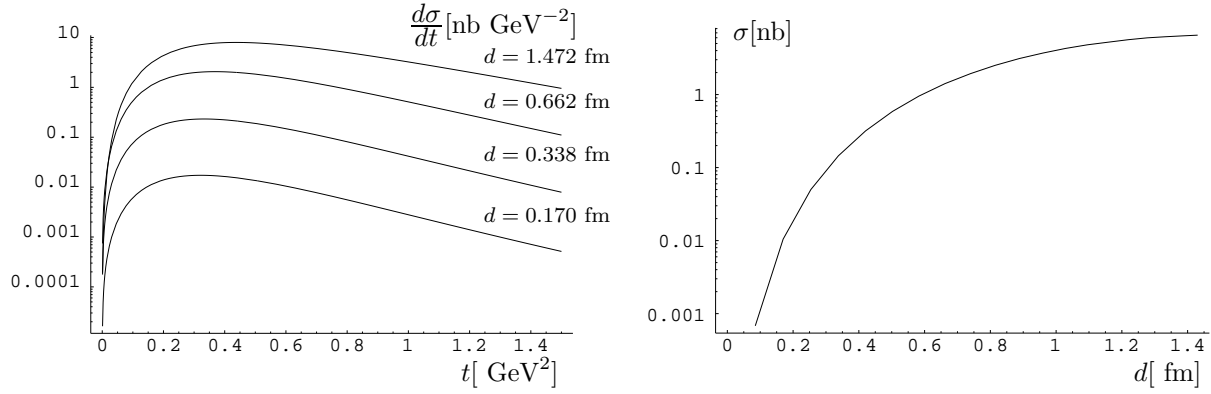 dσ/dt[nb GeV⁻²]
10
1
0.1
0.01
0.001
0.0001
d = 1.472 fm
d = 0.662 fm
d = 0.338 fm
d = 0.170 fm
0 0.2 0.4 0.6 0.8 1 1.2 1.4
t[ GeV²]
σ[nb]
1
0.1
0.01
0.001
0 0.2 0.4 0.6 0.8 1 1.2 1.4
d[ fm]